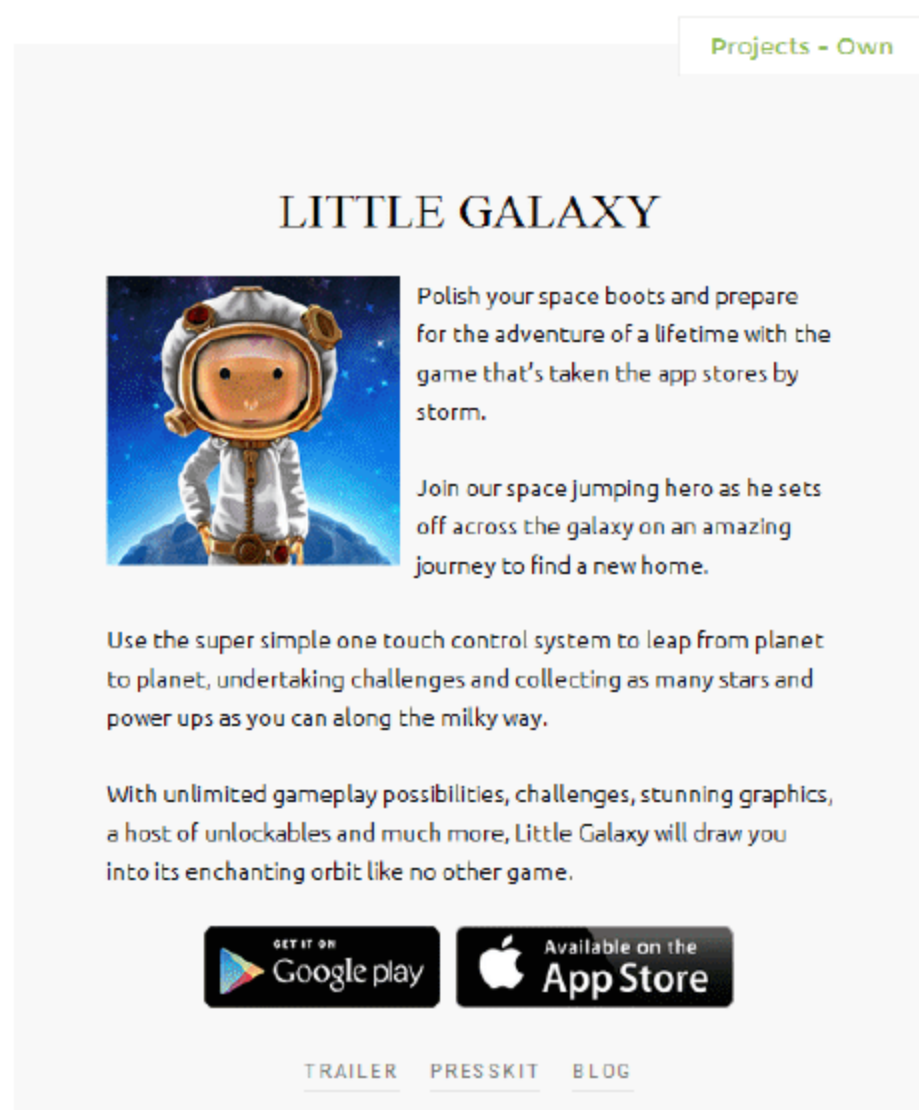 Projects - Own
LITTLE GALAXY
Polish your space boots and prepare
for the adventure of a lifetime with the
game that's taken the app stores by
storm.
Join our space jumping hero as he sets
off across the galaxy on an amazing
journey to find a new home.
Use the super simple one touch control system to leap from planet
to planet, undertaking challenges and collecting as many stars and
power ups as you can along the milky way.
With unlimited gameplay possibilities, challenges, stunning graphics,
a host of unlockables and much more, Little Galaxy will draw you
into its enchanting orbit like no other game.
GET IT ON
Google play
Available on the
App Store
TRAILER PRESSKIT BLOG